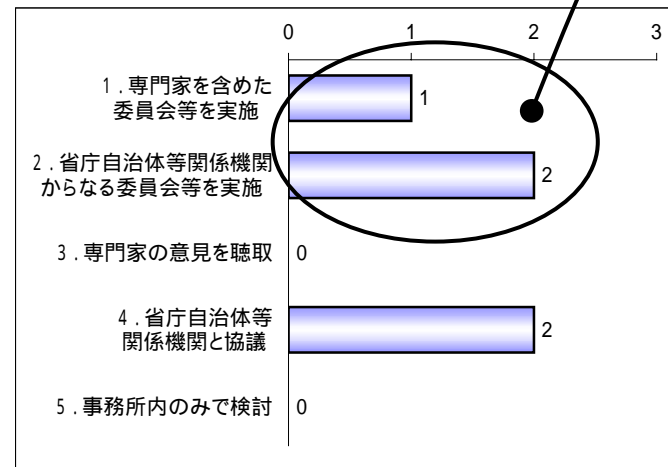 0 1 2 3
1.専門家を含めた
委員会等を実施
1
2.省庁自治体等関係機関
からなる委員会等を実施
2
3.専門家の意見を聴取 0
4.省庁自治体等
関係機関と協議
2
5.事務所内のみで検討 0